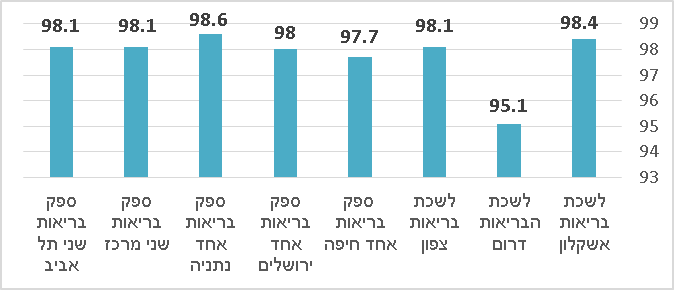 98.4
95.1
98.1
97.7
98
98.6
98.1
98.1
99
98
97
96
95
94
93
לשכת
בריאות
אשקלון
לשכת
הבריאות
דרום
לשכת
בריאות
צפון
ספק
בריאות
אחד חיפה
ספק
בריאות
אחד
ירושלים
ספק
בריאות
אחד
נתניה
ספק
בריאות
שני מרכז
ספק
בריאות
שני תל
אביב